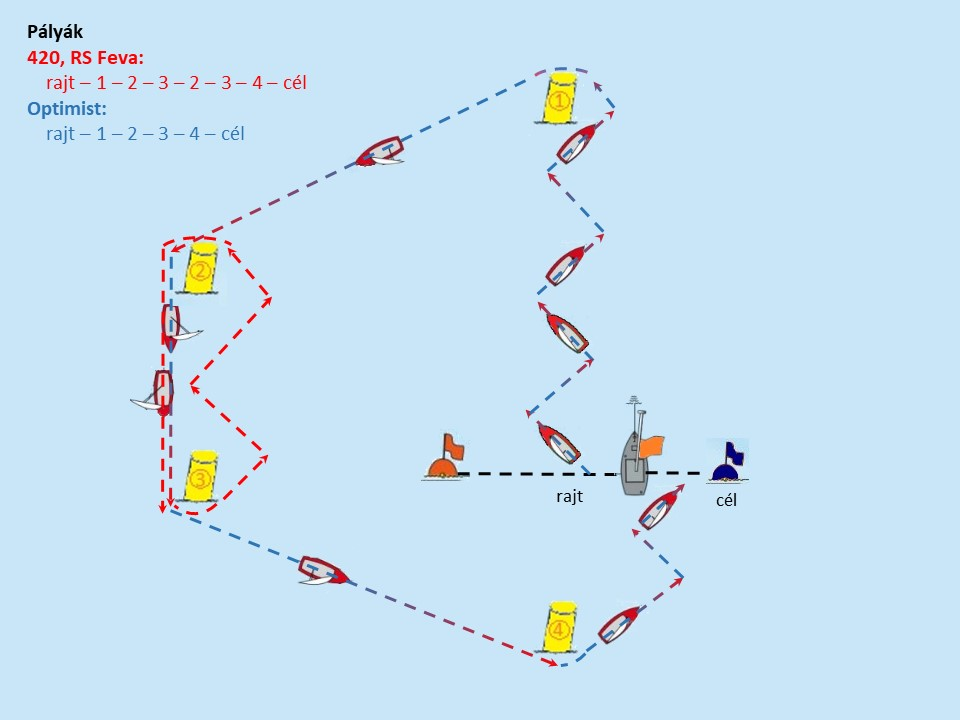 Pályák
420, RS Feva:
rajt – 1 – 2 – 3 – 2 – 3 – 4 – cél
Optimist:
rajt – 1 – 2 – 3 – 4 – cél
1
2
3
rajt
cél
4